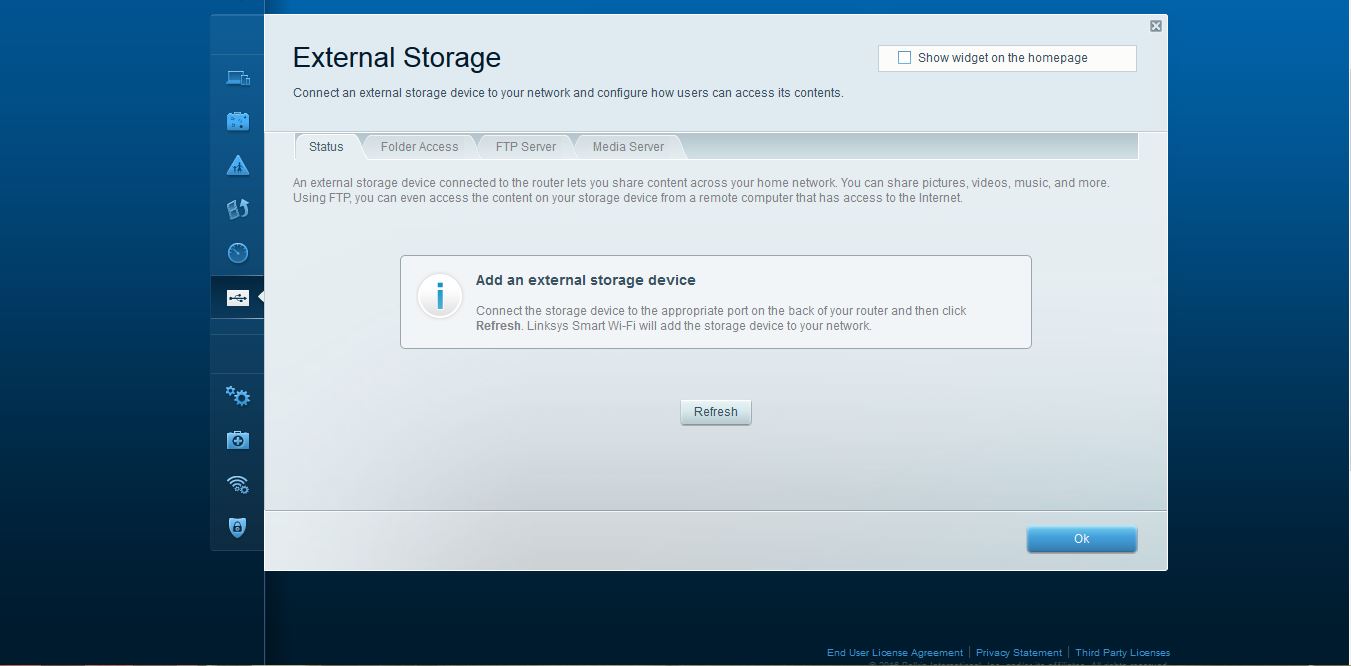 External Storage
Show widget on the homepage
Connect an external storage device to your network and configure how users can access its contents.
Status
Folder Access
FTP Server
Media Server
An external storage device connected to the router lets you share content across your home network. You can share pictures, videos, music, and more.
Using FTP, you can even access the content on your storage device from a remote computer that has access to the Internet.
Add an external storage device
Connect the storage device to the appropriate port on the back of your router and then click
Refresh. Linksys Smart Wi-Fi will add the storage device to your network.
Refresh
Ok
End User License Agreement
Privacy Statement
Third Party Licenses